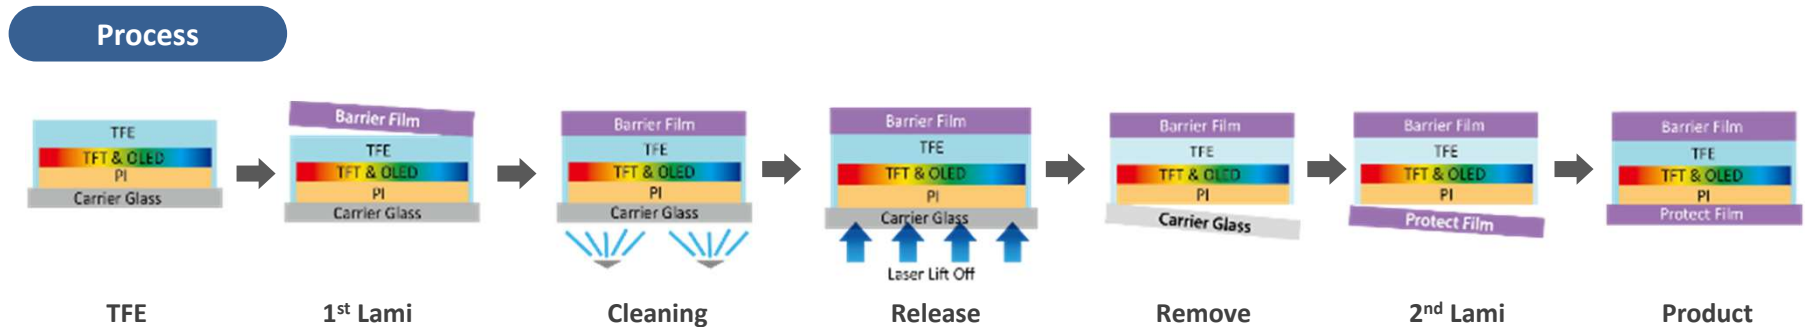 Process
TFE
TFT & OLED
PI
Carrier Glass
TFE
Barrier Film
TFE
TFT & OLED
PI
Carrier Glass
1st Lami
Barrier Film
TFE
TFT & OLED
PI
Carrier Glass
Cleaning
Barrier Film
TFE
TFT & OLED
PI
Carrier Glass
Laser Lift Off
Release
Barrier Film
TFE
TFT & OLED
PI
Carrier Glass
Remove
Barrier Film
TFE
TFT & OLED
PI
Protect Film
2nd Lami
Barrier Film
TFE
TFT & OLED
PI
Protect Film
Product